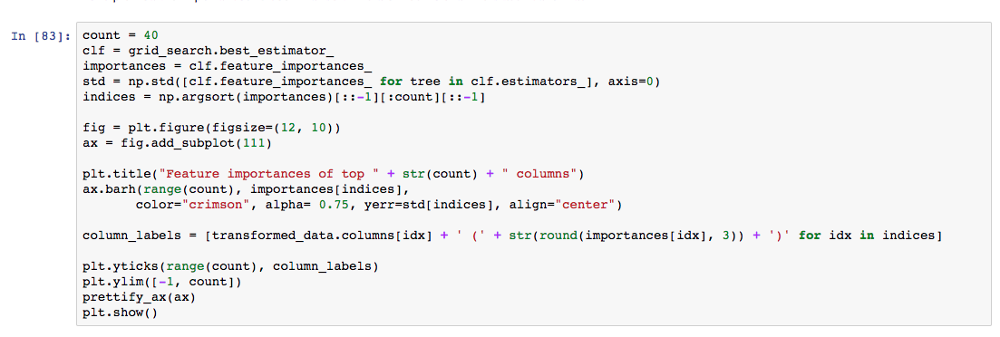 In [83]: count = 40
clf = grid_search.best_estimator_
importances = clf.feature_importances_
std = np.std([clf.feature_importances_ for tree in clf.estimators_], axis=0)
indices = np.argsort(importances)[::-1][:count][::-1]
fig = plt.figure(figsize=(12, 10))
ax = fig.add_subplot(111)
plt.title("Feature importances of top " + str(count) + " columns")
ax.barh(range(count), importances[indices],
color="crimson", alpha= 0.75, yerr=std[indices], align="center")
column_labels = [transformed_data.columns[idx] + ' (' + str(round(importances[idx], 3)) + ')' for idx in indices]
plt.yticks(range(count), column_labels)
plt.ylim([-1, count])
prettify_ax(ax)
plt.show()